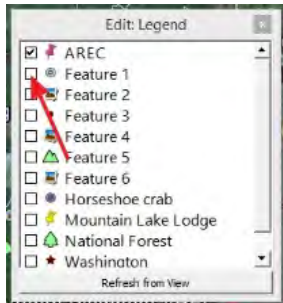 Edit: Legend
AREC
Feature 1
Feature 2
Feature 3
Feature 4
Feature 5
Feature 6
Horseshoe crab
Mountain Lake Lodge
National Forest
Washington
Refresh from View